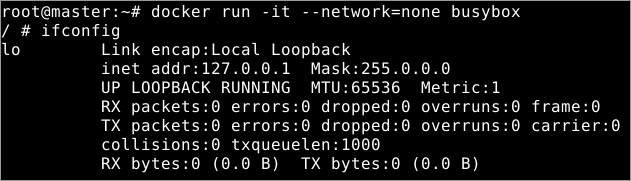 root@master:~# docker run -it --network=none busybox
/ # ifconfig
lo        Link encap:Local Loopback
          inet addr:127.0.0.1  Mask:255.0.0.0
          UP LOOPBACK RUNNING  MTU:65536  Metric:1
          RX packets:0 errors:0 dropped:0 overruns:0 frame:0
          TX packets:0 errors:0 dropped:0 overruns:0 carrier:0
          collisions:0 txqueuelen:1000
          RX bytes:0 (0.0 B)  TX bytes:0 (0.0 B)